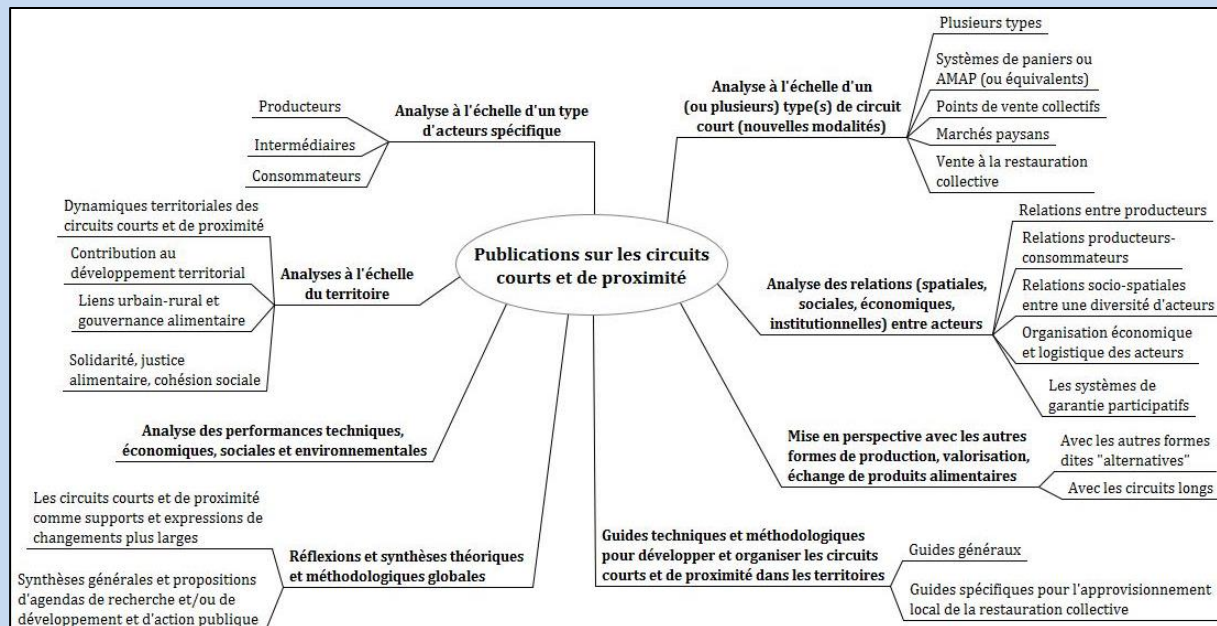 Publications sur les circuits
courts et de proximité
Analyse à l'échelle d'un type
d'acteurs spécifique
Producteurs
Intermédiaires
Consommateurs
Analyses à l'échelle
du territoire
Dynamiques territoriales des
circuits courts et de proximité
Contribution au
développement territorial
Liens urbain-rural et
gouvernance alimentaire
Solidarité, justice
alimentaire, cohésion sociale
Analyse des performances techniques,
économiques, sociales et environnementales
Réflexions et synthèses théoriques
et méthodologiques globales
Les circuits courts et de proximité
comme supports et expressions de
changements plus larges
Synthèses générales et propositions
d'agendas de recherche et/ou de
développement et d'action publique
Analyse à l'échelle d'un
(ou plusieurs) type(s) de circuit
court (nouvelles modalités)
Plusieurs types
Systèmes de paniers ou
AMAP (ou équivalents)
Points de vente collectifs
Marchés paysans
Vente à la restauration
collective
Analyse des relations (spatiales,
sociales, économiques,
institutionnelles) entre acteurs
Relations entre producteurs
Relations producteurs-
consommateurs
Relations socio-spatiales
entre une diversité d'acteurs
Organisation économique
et logistique des acteurs
Les systèmes de
garantie participatifs
Mise en perspective avec les autres
formes de production, valorisation,
échange de produits alimentaires
Avec les autres formes
dites "alternatives"
Avec les circuits longs
Guides techniques et méthodologiques
pour développer et organiser les circuits
courts et de proximité dans les territoires
Guides généraux
Guides spécifiques pour l'approvisionnement
local de la restauration collective